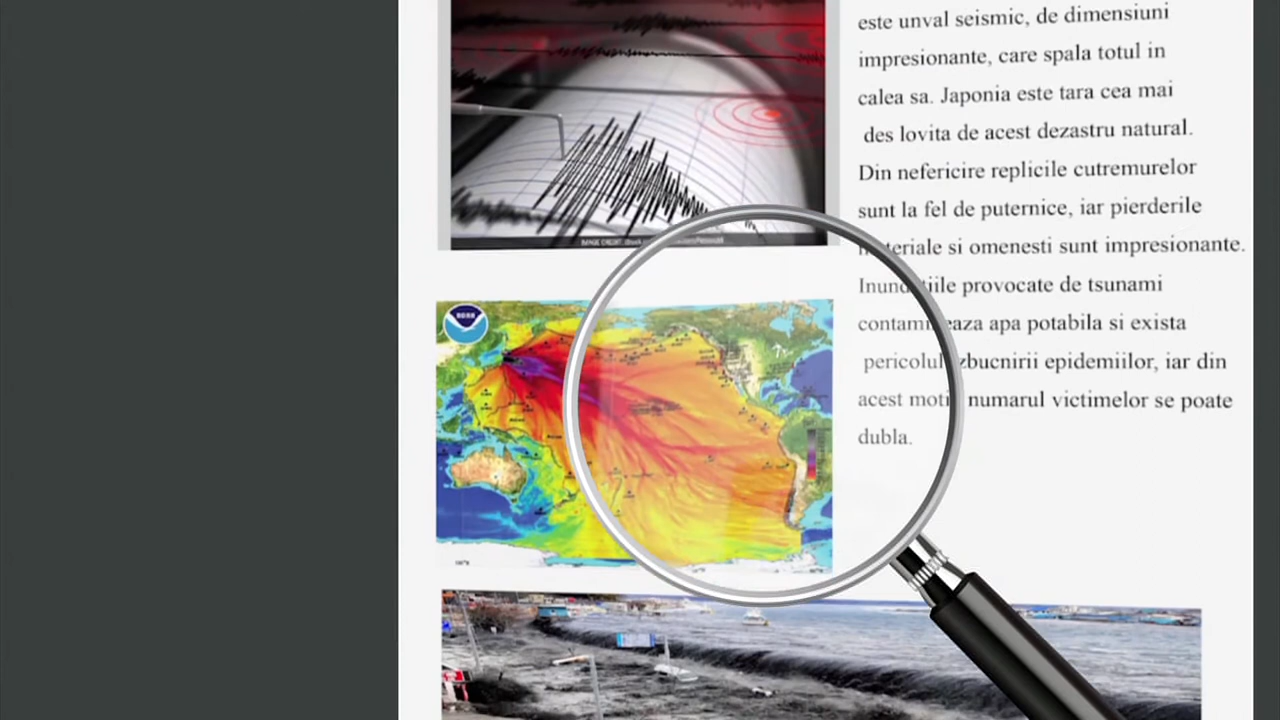 este unval seismic, de dimensiuni
impresionante, care spala totul in
calea sa. Japonia este tara cea mai
des lovita de acest dezastru natural.
Din nefericire replicile cutremurelor
sunt la fel de puternice, iar pierderile
materiale si omenesti sunt impresionante.
provocate de tsunami
apa potabila si exista
pericolul izbucnirii epidemiilor, iar din
acest motiv numarul victimelor se poate
dubla.
IMAGE CREDIT: